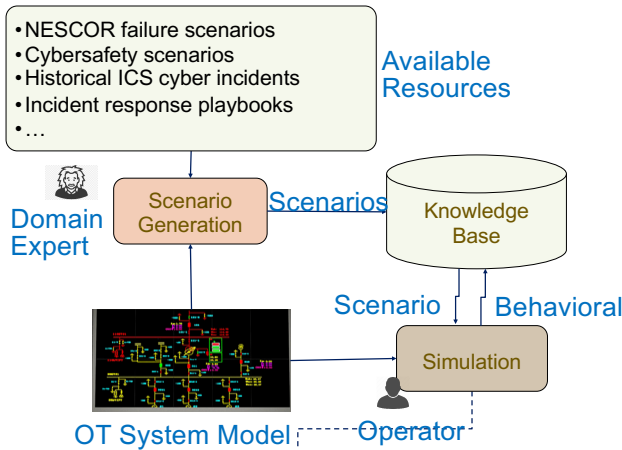 •NESCOR failure scenarios
•Cybersafety scenarios
•Historical ICS cyber incidents
•Incident response playbooks
•…
Available
Resources
Domain
Expert
Scenario
Generation
Scenarios
Knowledge
Base
Scenario
Behavioral
Simulation
OT System Model
Operator